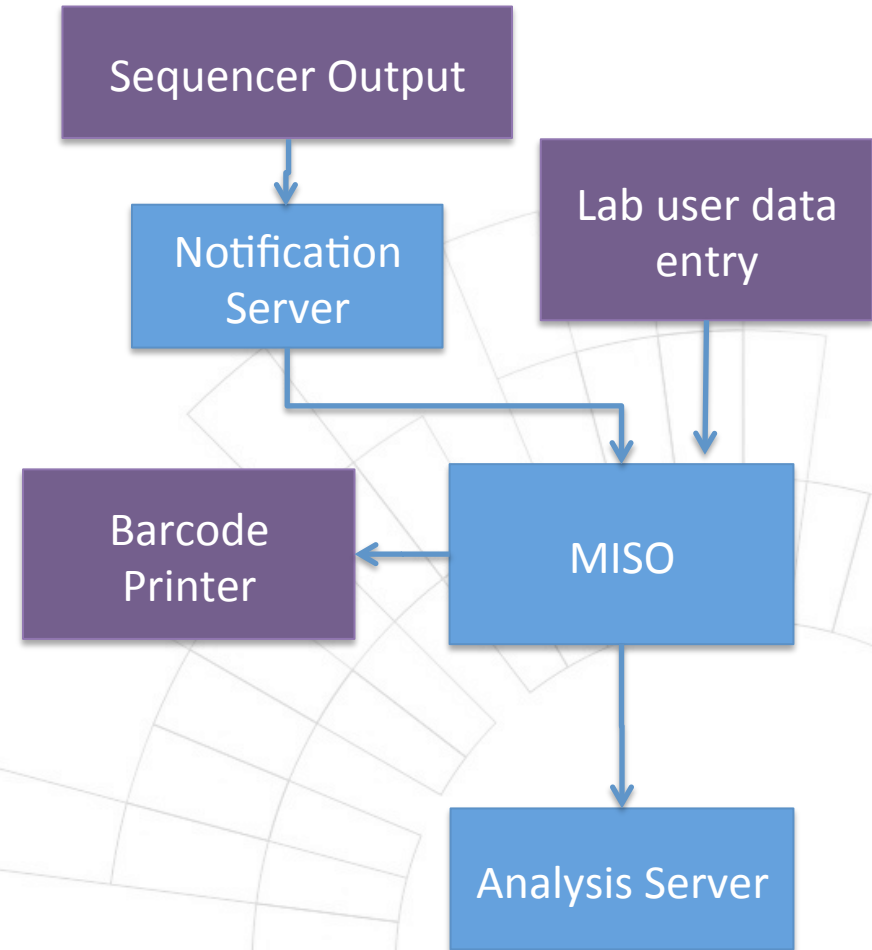 Sequencer Output
Lab user data
entry
Notification
Server
Barcode
Printer
MISO
Analysis Server